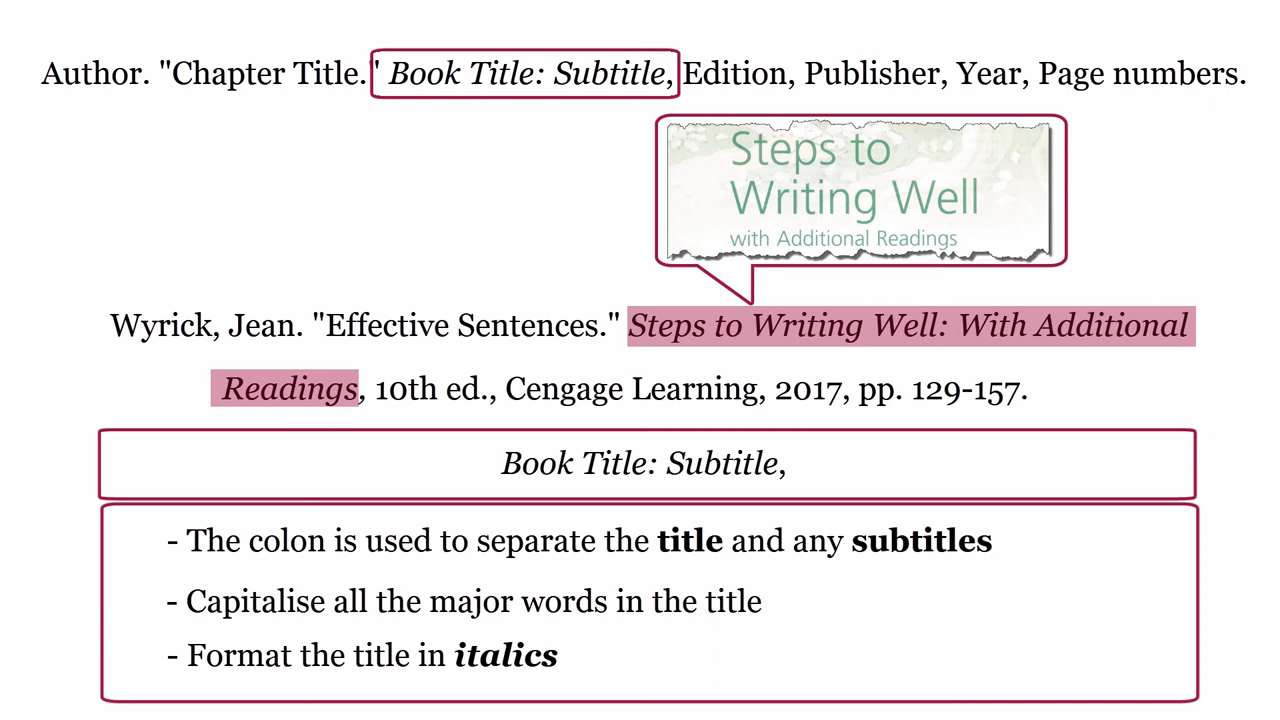 Author. "Chapter Title." Book Title: Subtitle, Edition, Publisher, Year, Page numbers.
Steps to
Writing Well
with Additional Readings
Wyrick, Jean. "Effective Sentences." Steps to Writing Well: With Additional
Readings, 10th ed., Cengage Learning, 2017, pp. 129-157.
Book Title: Subtitle,
- The colon is used to separate the title and any subtitles
- Capitalise all the major words in the title
- Format the title in italics